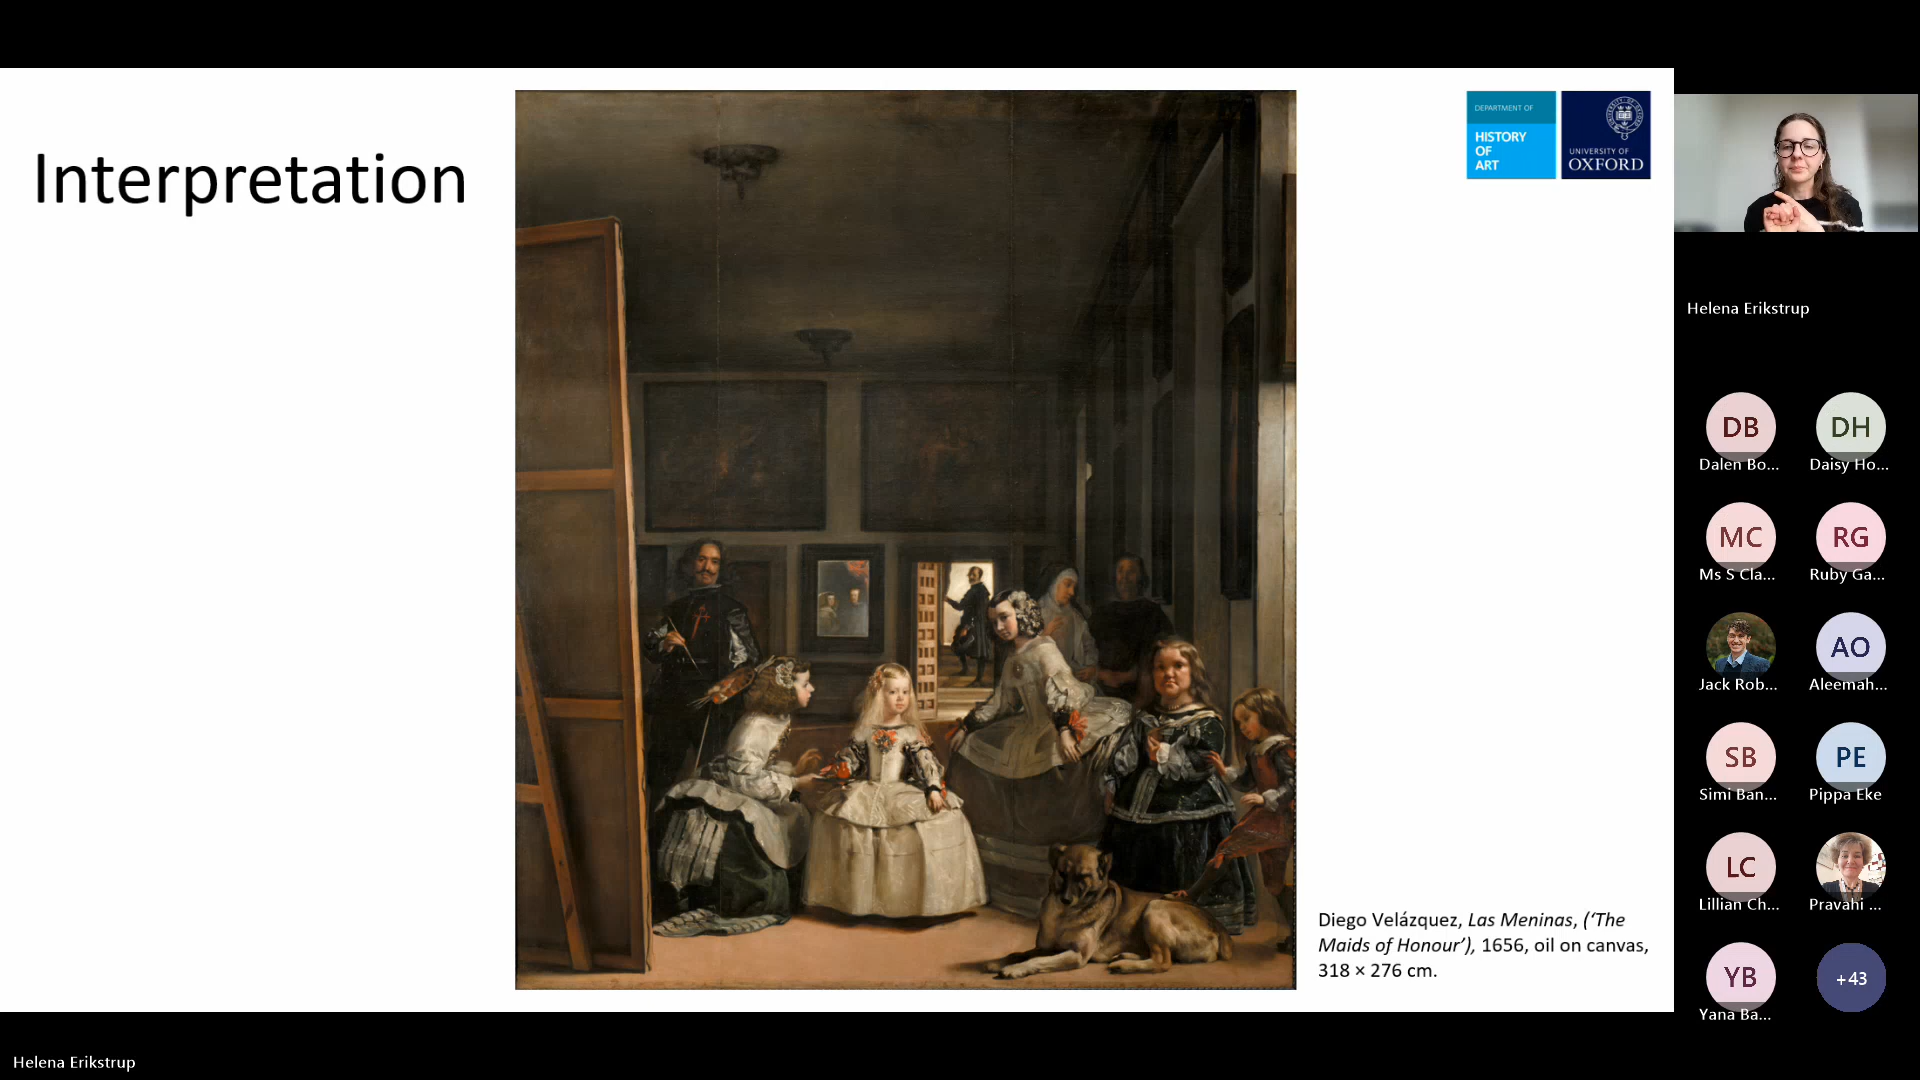 Interpretation
DEPARTMENT OF
HISTORY
OF
ART
UNIVERSITY OF
OXFORD
Diego Velázquez, Las Meninas, (‘The
Maids of Honour’), 1656, oil on canvas,
318 × 276 cm.
Helena Erikstrup
DB
Dalen Bo...
DH
Daisy Ho...
MC
Ms S Cla...
RG
Ruby Ga...
Jack Rob...
AO
Aleemah...
SB
Simi Ban...
PE
Pippa Eke
LC
Lillian Ch...
Pravahi ...
YB
Yana Ba...
+43
Helena Erikstrup